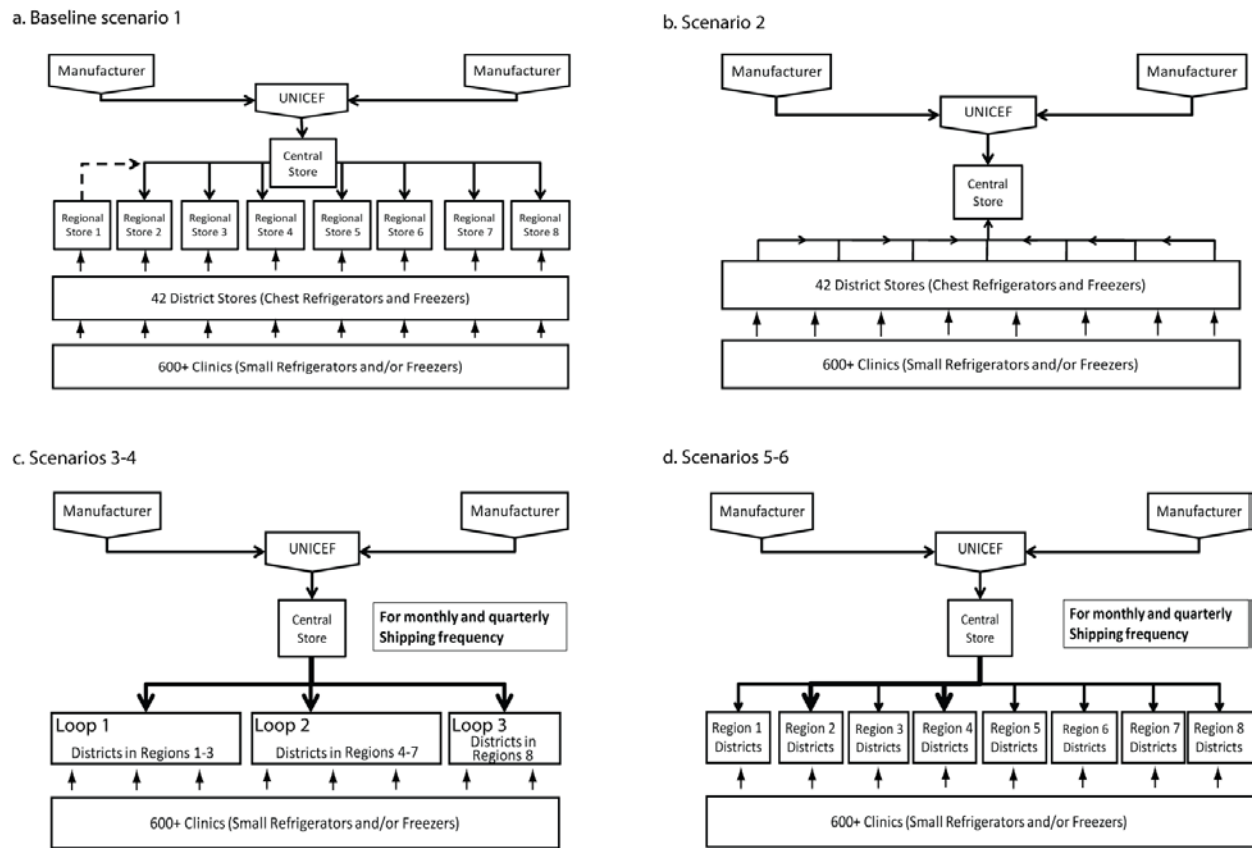 a. Baseline scenario 1
Manufacturer
Manufacturer
UNICEF
Central
Store
Regional
Store 1
Regional
Store 2
Regional
Store 3
Regional
Store 4
Regional
Store 5
Regional
Store 6
Regional
Store 7
Regional
Store 8
42 District Stores (Chest Refrigerators and Freezers)
600+ Clinics (Small Refrigerators and/or Freezers)
b. Scenario 2
Manufacturer
Manufacturer
UNICEF
Central
Store
42 District Stores (Chest Refrigerators and Freezers)
600+ Clinics (Small Refrigerators and/or Freezers)
c. Scenarios 3-4
Manufacturer
Manufacturer
UNICEF
Central
Store
For monthly and quarterly
Shipping frequency
Loop 1
Districts in Regions 1-3
Loop 2
Districts in Regions 4-7
Loop 3
Districts in
Regions 8
600+ Clinics (Small Refrigerators and/or Freezers)
d. Scenarios 5-6
Manufacturer
Manufacturer
UNICEF
Central
Store
For monthly and quarterly
Shipping frequency
Region 1
Districts
Region 2
Districts
Region 3
Districts
Region 4
Districts
Region 5
Districts
Region 6
Districts
Region 7
Districts
Region 8
Districts
600+ Clinics (Small Refrigerators and/or Freezers)